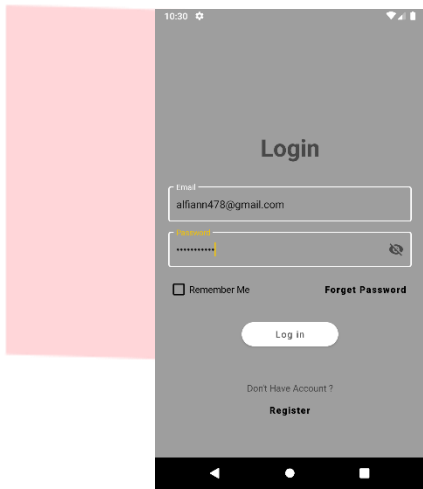 10:30
Login
Email
alfiann478@gmail.com
Password
•••••••••••
Remember Me
Forget Password
Log in
Don't Have Account ?
Register